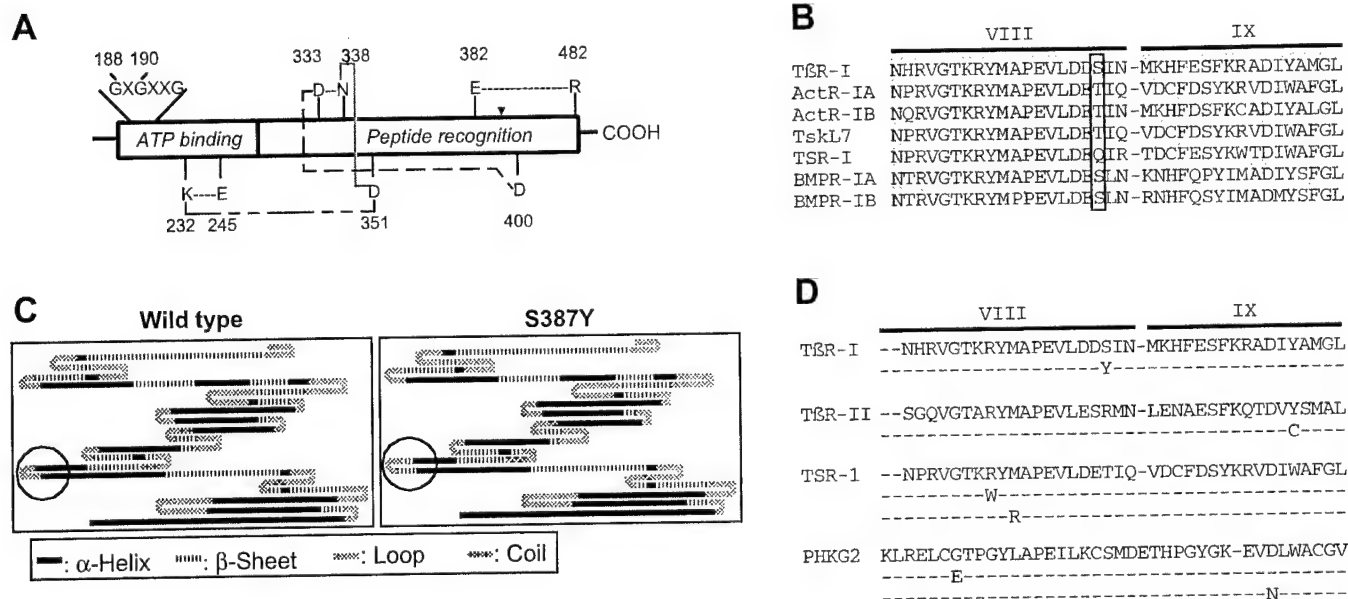 A
188 190
GXGXXG
333 338
D--N
382 482
E R
ATP binding
Peptide recognition
COOH
K----E
D
D
232 245
351
400
B
VIII IX
TßR-I NHRVGTKRYMAPEVLDDSIN-MKHFESFKRADIYAMGL
ActR-IA NPRVGTKRYMAPEVLDETIQ-VDCFDSYKRVDIWAFGL
ActR-IB NQRVGTKRYMAPEVLDETIN-MKHFDSFKCADIYALGL
TskL7 NPRVGTKRYMAPEVLDETIQ-VDCFDSYKRVDIWAFGL
TSR-I NPRVGTKRYMAPEVLDEQIR-TDCFESYKWTDIWAFGL
BMPR-IA NTRVGTKRYMAPEVLDESLN-KNHFQPYIMADIYSFGL
BMPR-IB NTRVGTKRYMPPEVLDESLN-RNHFQSYIMADMYSFGL
C
Wild type
S387Y
: α-Helix
: β-Sheet
: Loop
: Coil
D
VIII IX
TßR-I --NHRVGTKRYMAPEVLDDSIN-MKHFESFKRADIYAMGL
-------------------Y--------------------
TßR-II --SGQVGTARYMAPEVLESRMN-LENAESFKQTDVYSMAL
-----------------------------------C----
TSR-1 --NPRVGTKRYMAPEVLDETIQ-VDCFDSYKRVDIWAFGL
---------W------------------------------
-----------R----------------------------
PHKG2 KLRELCGTPGYLAPEILKCSMDETHPGYGK-EVDLWACGV
------E---------------------------------
---------------------------------N------